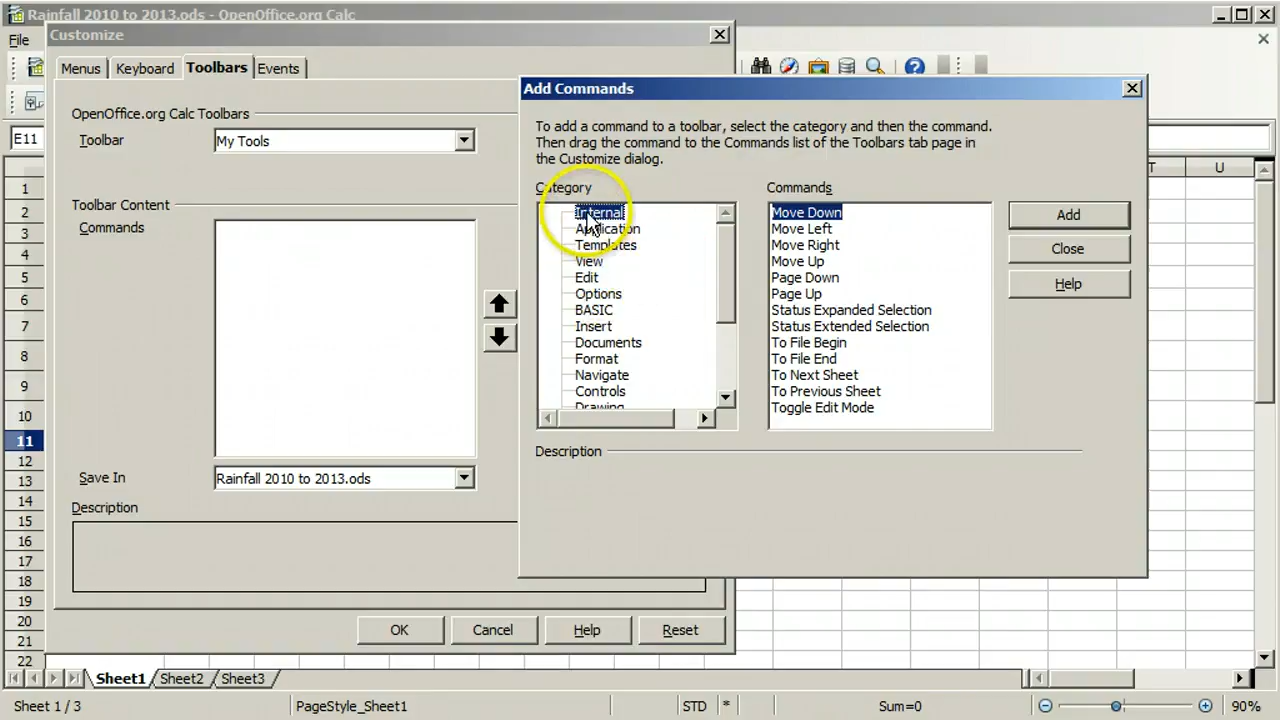 Rainfall 2010 to 2013.ods - OpenOffice.org Calc
File
Customize
Menus
Keyboard
Toolbars
Events
OpenOffice.org Calc Toolbars
Toolbar
My Tools
Toolbar Content
Commands
Save In
Rainfall 2010 to 2013.ods
Description
OK
Cancel
Help
Reset
Add Commands
To add a command to a toolbar, select the category and then the command.
Then drag the command to the Commands list of the Toolbars tab page in
the Customize dialog.
Category
Internal
Application
Templates
View
Edit
Options
BASIC
Insert
Documents
Format
Navigate
Controls
Drawing
Commands
Move Down
Move Left
Move Right
Move Up
Page Down
Page Up
Status Expanded Selection
Status Extended Selection
To File Begin
To File End
To Next Sheet
To Previous Sheet
Toggle Edit Mode
Add
Close
Help
Description
E11
T
U
1
2
3
4
5
6
7
8
9
10
11
12
13
14
15
16
17
18
19
20
21
22
Sheet1
Sheet2
Sheet3
Sheet 1 / 3
PageStyle_Sheet1
STD
*
Sum=0
90%